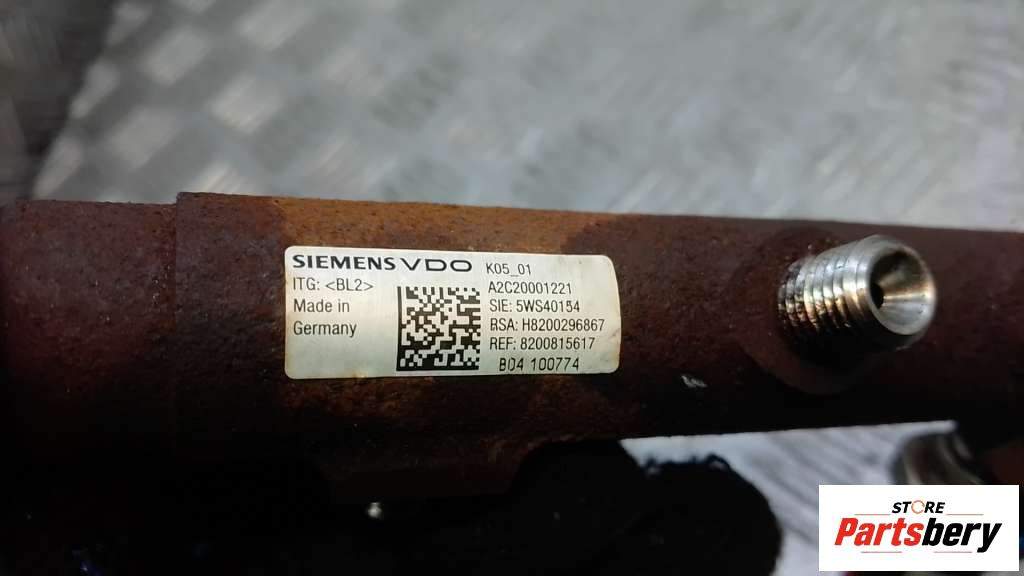 SIEMENS VDO K05_01
ITG: <BL2> A2C20001221
Made in SIE: 5WS40154
Germany RSA: H8200296867
REF: 8200815617
B04 100774
STORE
Partsbery